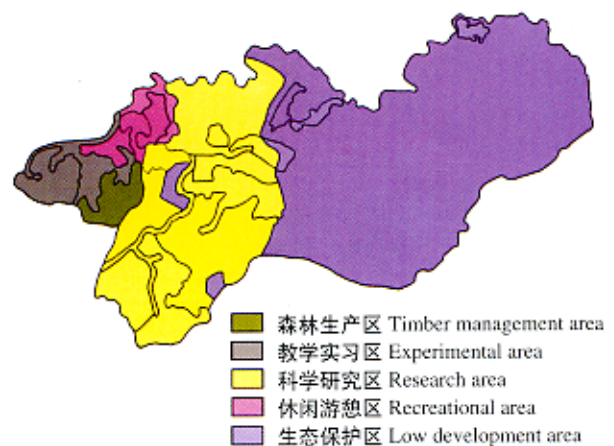 森林生产区 Timber management area
教学实习区 Experimental area
科学研究区 Research area
休闲游憩区 Recreational area
生态保护区 Low development area